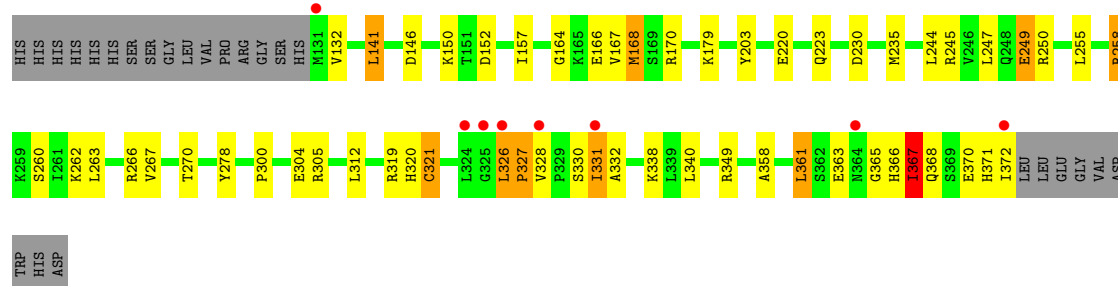 HIS HIS HIS HIS HIS HIS SER SER GLY LEU VAL PRO ARG GLY SER HIS M131 V132 L141 D146 K150 T151 D152 I157 G164 K165 E166 V167 M168 S169 R170 K179 Y203 E220 Q223 D230 M235 L244 R245 V246 L247 Q248 E249 R250 L255 R258
K259 S260 I261 K262 L263 R266 V267 T270 Y278 P300 E304 R305 L312 R319 H320 C321 L324 G325 L326 P327 V328 P329 S330 I331 A332 K338 L339 L340 R349 A358 L361 S362 E363 N364 G365 H366 I367 Q368 S369 E370 H371 I372 LEU LEU GLU GLY VAL ASP
TRP HIS ASP